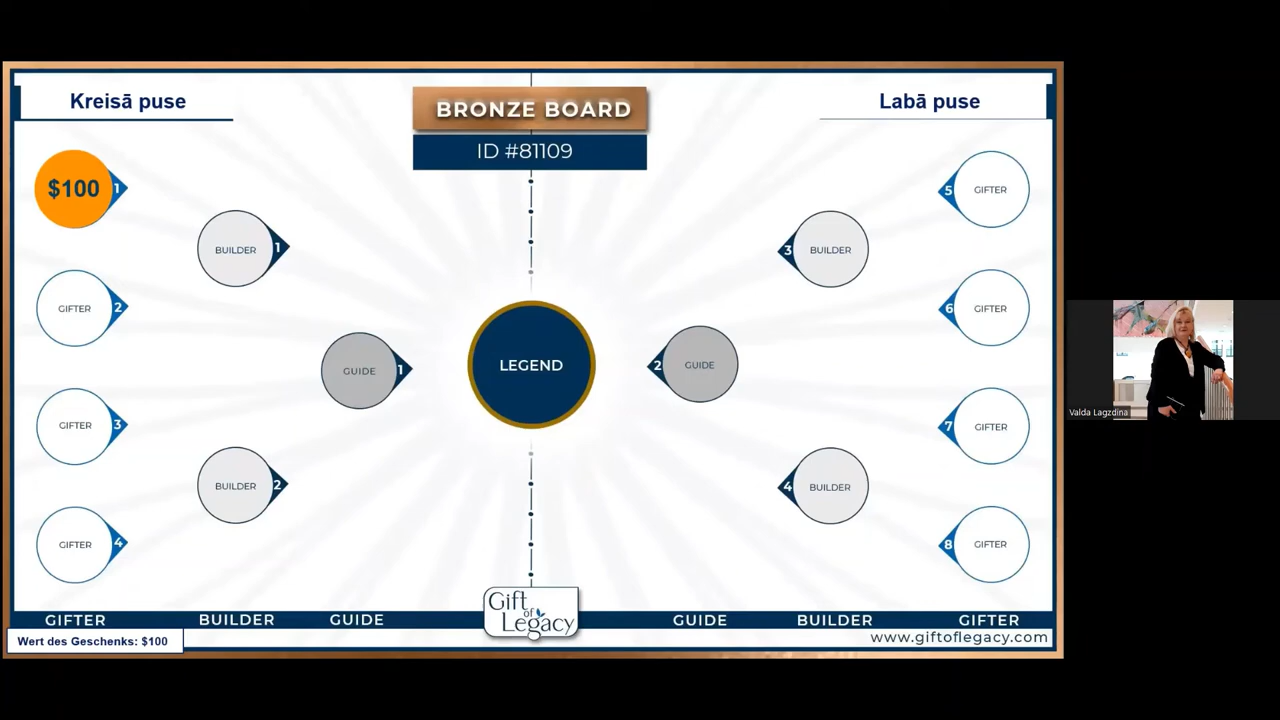 Kreisā puse
BRONZE BOARD
Labā puse
ID #81109
$100
1
5
GIFTER
BUILDER
1
3
BUILDER
GIFTER
2
6
GIFTER
GUIDE
1
LEGEND
2
GUIDE
GIFTER
3
7
GIFTER
BUILDER
2
4
BUILDER
GIFTER
4
8
GIFTER
Gift
of
Legacy
GIFTER
BUILDER
GUIDE
GUIDE
BUILDER
GIFTER
Wert des Geschenks: $100
www.giftoflegacy.com
Valda Lagzdina